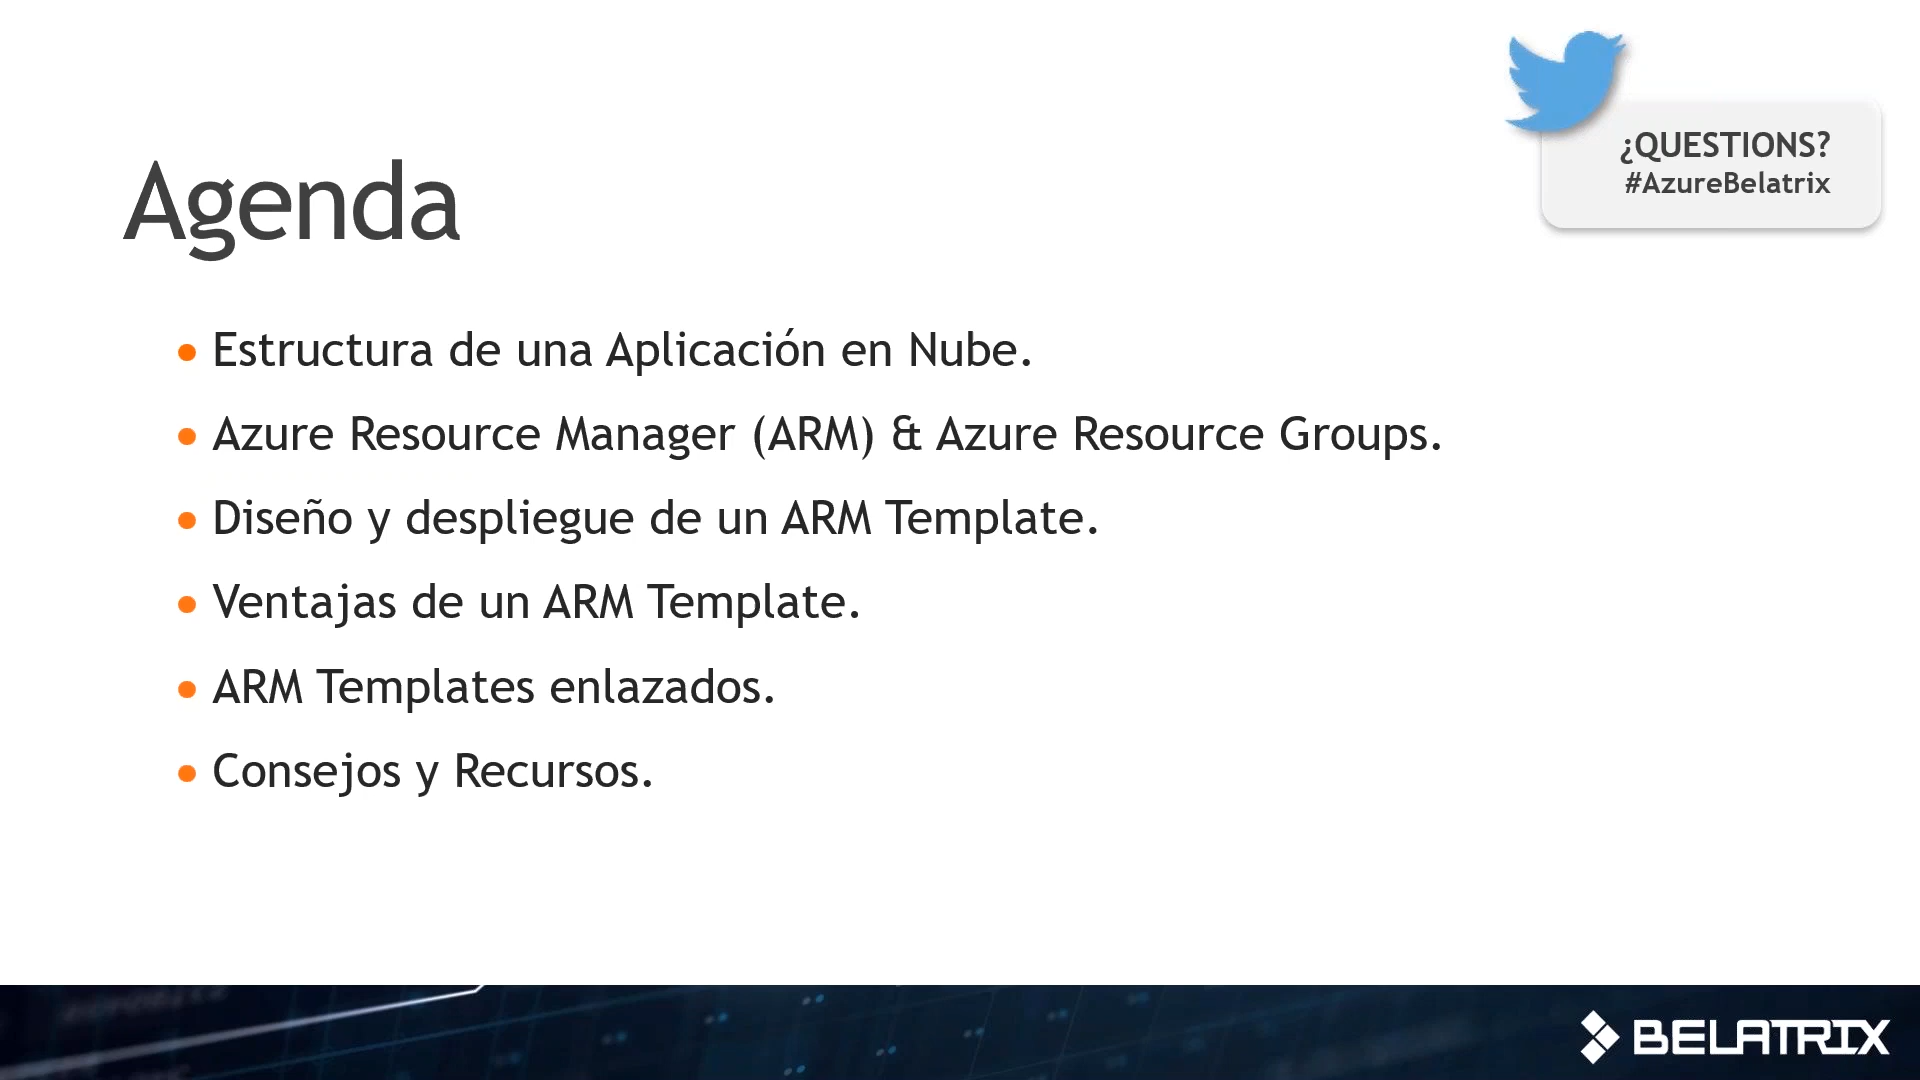 ¿QUESTIONS?
#AzureBelatrix
Agenda
• Estructura de una Aplicación en Nube.
• Azure Resource Manager (ARM) & Azure Resource Groups.
• Diseño y despliegue de un ARM Template.
• Ventajas de un ARM Template.
• ARM Templates enlazados.
• Consejos y Recursos.
BELATRIX